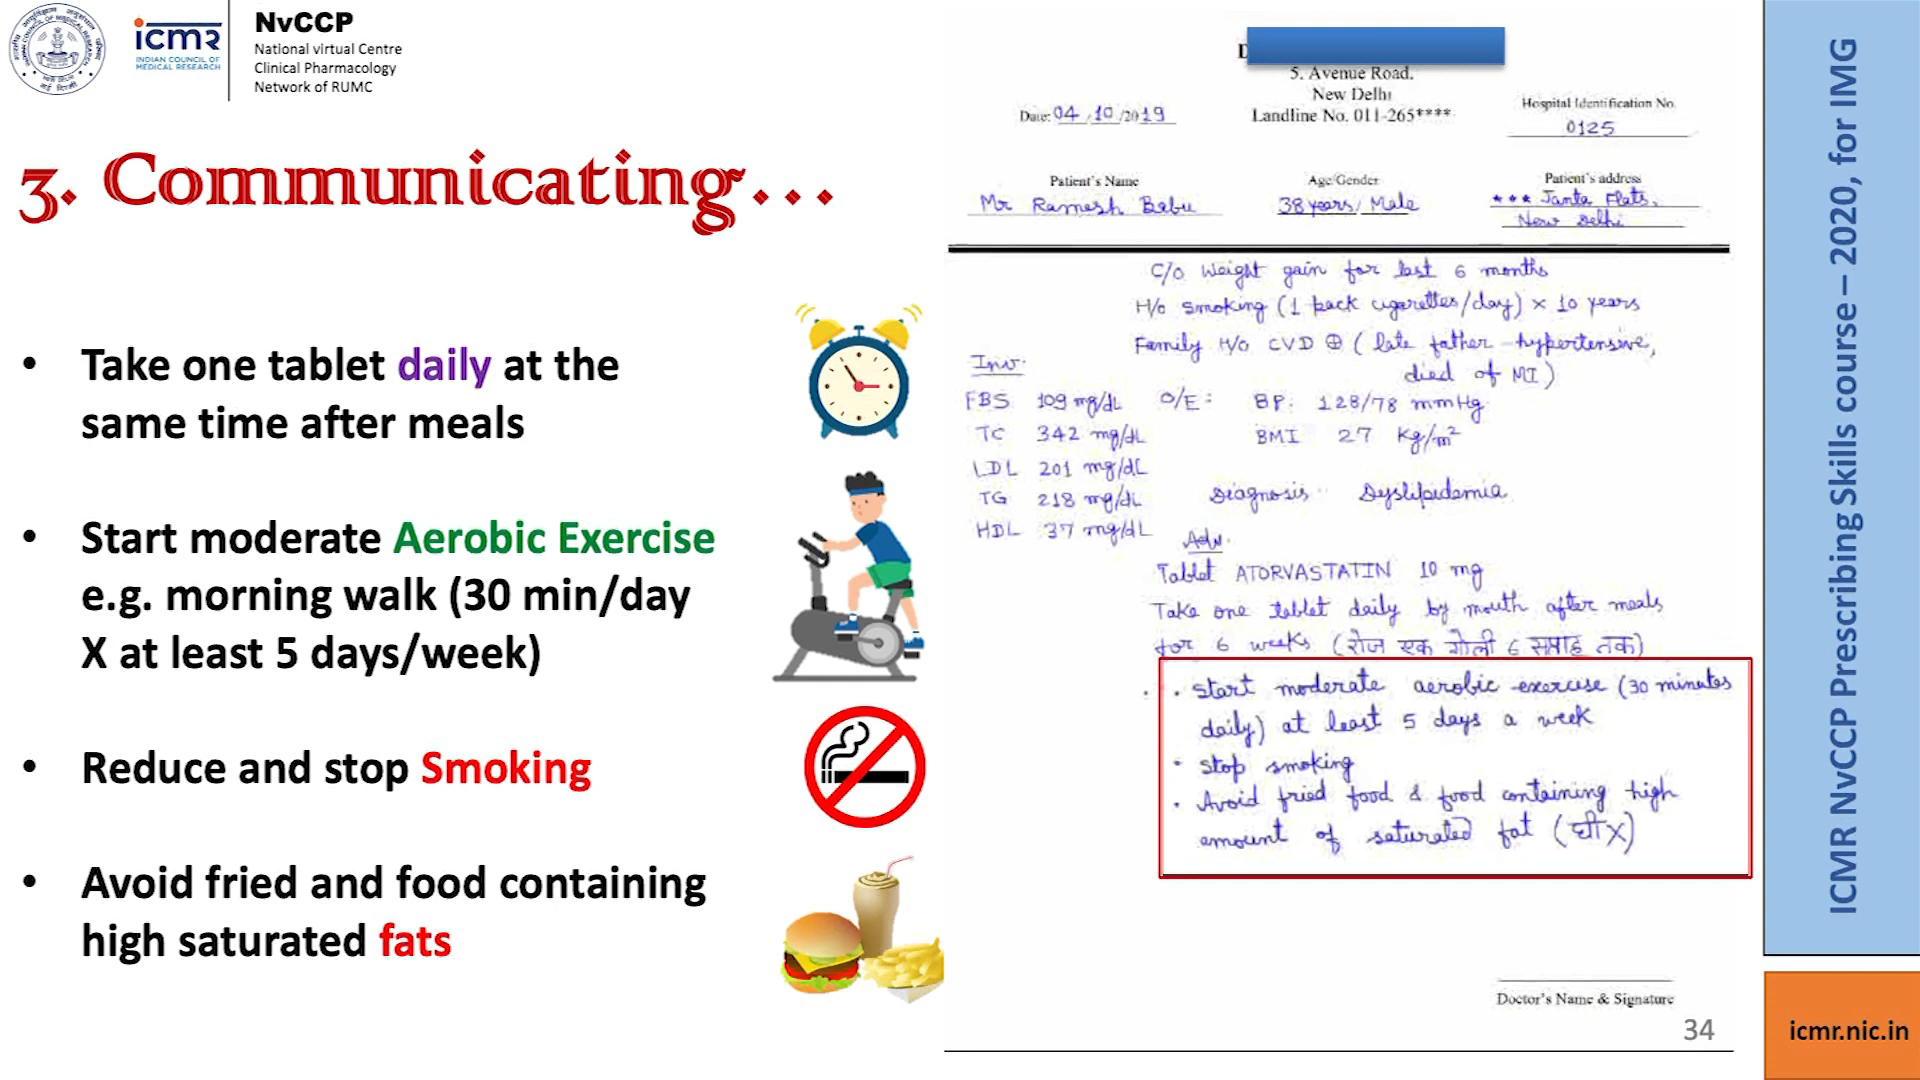 icmr
INDIAN COUNCIL OF
MEDICAL RESEARCH
NvCCP
National virtual Centre
Clinical Pharmacology
Network of RUMC
3. Communicating...
• Take one tablet daily at the
same time after meals
• Start moderate Aerobic Exercise
e.g. morning walk (30 min/day
X at least 5 days/week)
• Reduce and stop Smoking
• Avoid fried and food containing
high saturated fats
D
5, Avenue Road,
New Delhi
Landline No. 011-265****
Date: 04/10/2019
Hospital Identification No.
0125
Patient's Name
Mr Ramesh Babu
Age/Gender
38 years/ Male
Patient's address
*** Janta Flats,
New Delhi
C/o Weight gain for last 6 months
H/o smoking (1 pack cigarettes/day) × 10 years
Family H/o CVD ⊕ (late father-hypertensive,
died of MI)
Inv:
FBS 109 mg/dL
TC 342 mg/dL
LDL 201 mg/dL
TG 218 mg/dL
HDL 37 mg/dL
O/E: BP: 128/78 mmHg
BMI 27 Kg/m²
Diagnosis: Dyslipidemia
Adv.
Tablet ATORVASTATIN 10 mg
Take one tablet daily by mouth after meals
for 6 weeks (रोज एक गोली 6 सप्ताह तक)
• Start moderate aerobic exercise (30 minutes
daily) at least 5 days a week
• Stop smoking
• Avoid fried food & food containing high
amount of saturated fat (घी X)
Doctor's Name & Signature
34
ICMR NvCCP Prescribing Skills course– 2020, for IMG
icmr.nic.in